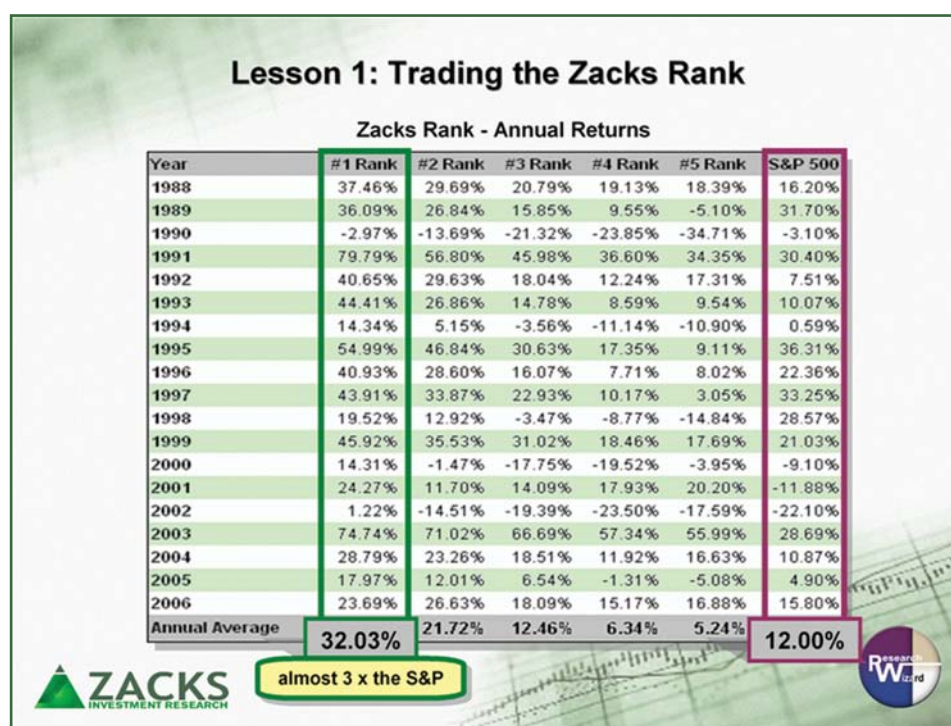 Lesson 1: Trading the Zacks Rank
Zacks Rank - Annual Returns
Year #1 Rank #2 Rank #3 Rank #4 Rank #5 Rank S&P 500
1988 37.46% 29.69% 20.79% 19.13% 18.39% 16.20%
1989 36.09% 26.84% 15.85% 9.55% -5.10% 31.70%
1990 -2.97% -13.69% -21.32% -23.85% -34.71% -3.10%
1991 79.79% 56.80% 45.98% 36.60% 34.35% 30.40%
1992 40.65% 29.63% 18.04% 12.24% 17.31% 7.51%
1993 44.41% 26.86% 14.78% 8.59% 9.54% 10.07%
1994 14.34% 5.15% -3.56% -11.14% -10.90% 0.59%
1995 54.99% 46.84% 30.63% 17.35% 9.11% 36.31%
1996 40.93% 28.60% 16.07% 7.71% 8.02% 22.36%
1997 43.91% 33.87% 22.93% 10.17% 3.05% 33.25%
1998 19.52% 12.92% -3.47% -8.77% -14.84% 28.57%
1999 45.92% 35.53% 31.02% 18.46% 17.69% 21.03%
2000 14.31% -1.47% -17.75% -19.52% -3.95% -9.10%
2001 24.27% 11.70% 14.09% 17.93% 20.20% -11.88%
2002 1.22% -14.51% -19.39% -23.50% -17.59% -22.10%
2003 74.74% 71.02% 66.69% 57.34% 55.99% 28.69%
2004 28.79% 23.26% 18.51% 11.92% 16.63% 10.87%
2005 17.97% 12.01% 6.54% -1.31% -5.08% 4.90%
2006 23.69% 26.63% 18.09% 15.17% 16.88% 15.80%
Annual Average 32.03% 21.72% 12.46% 6.34% 5.24% 12.00%
almost 3 x the S&P
ZACKS
INVESTMENT RESEARCH
Research
Wizard